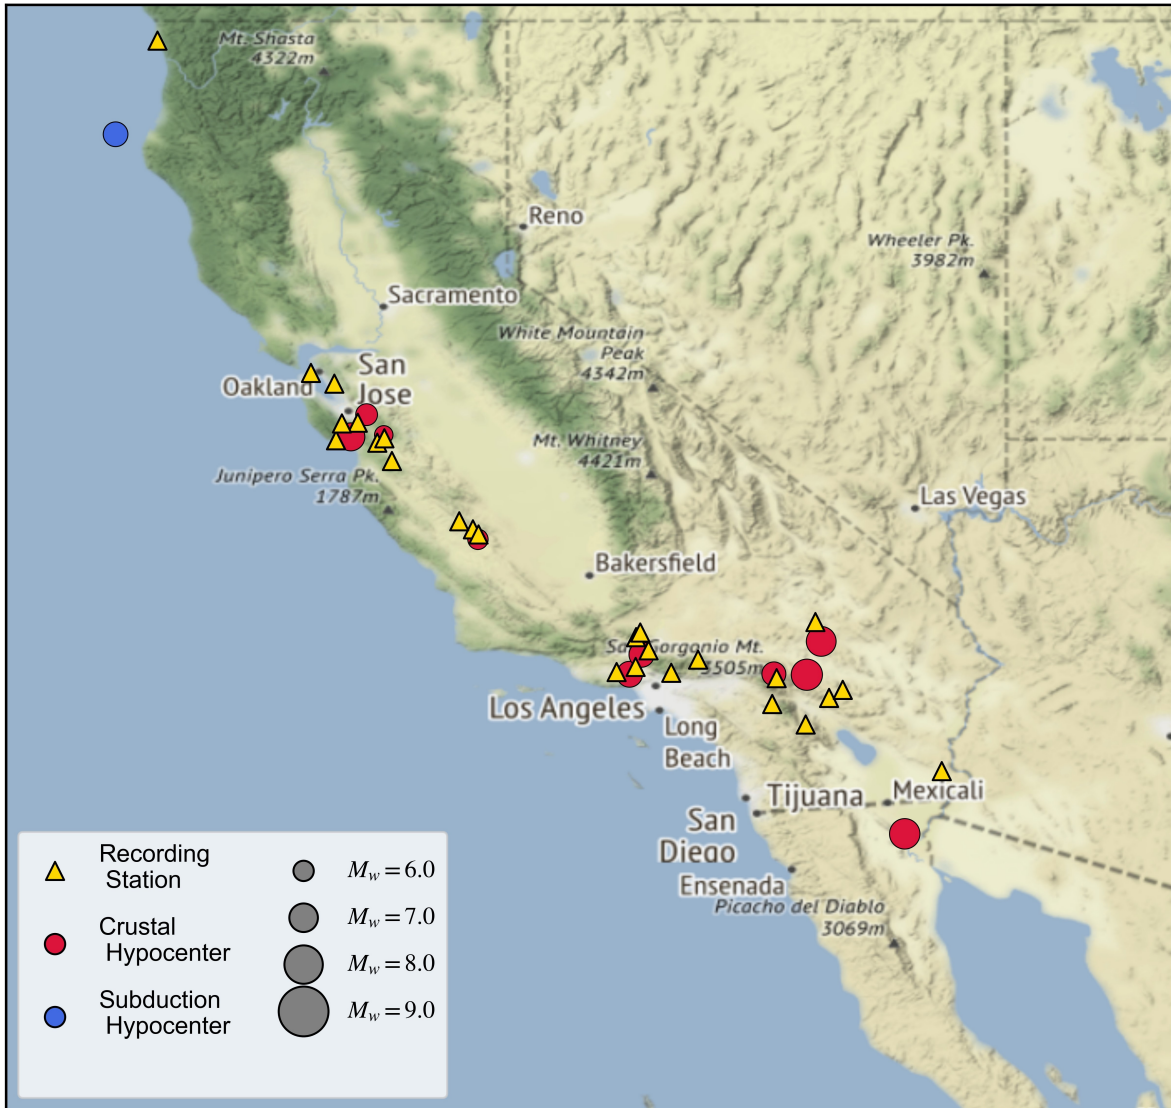 Mt. Shasta
4322m
Reno
Wheeler Pk.
3982m
Sacramento
White Mountain
Peak
4342m
San
Jose
Oakland
Mt. Whitney
4421m
Junipero Serra Pk.
1787m
Las Vegas
Bakersfield
San Gorgonio Mt.
3505m
Los Angeles
Long
Beach
Tijuana
Mexicali
San
Diego
Ensenada
Picacho del Diablo
3069m
Recording
Station
Crustal
Hypocenter
Subduction
Hypocenter
M_w = 6.0
M_w = 7.0
M_w = 8.0
M_w = 9.0